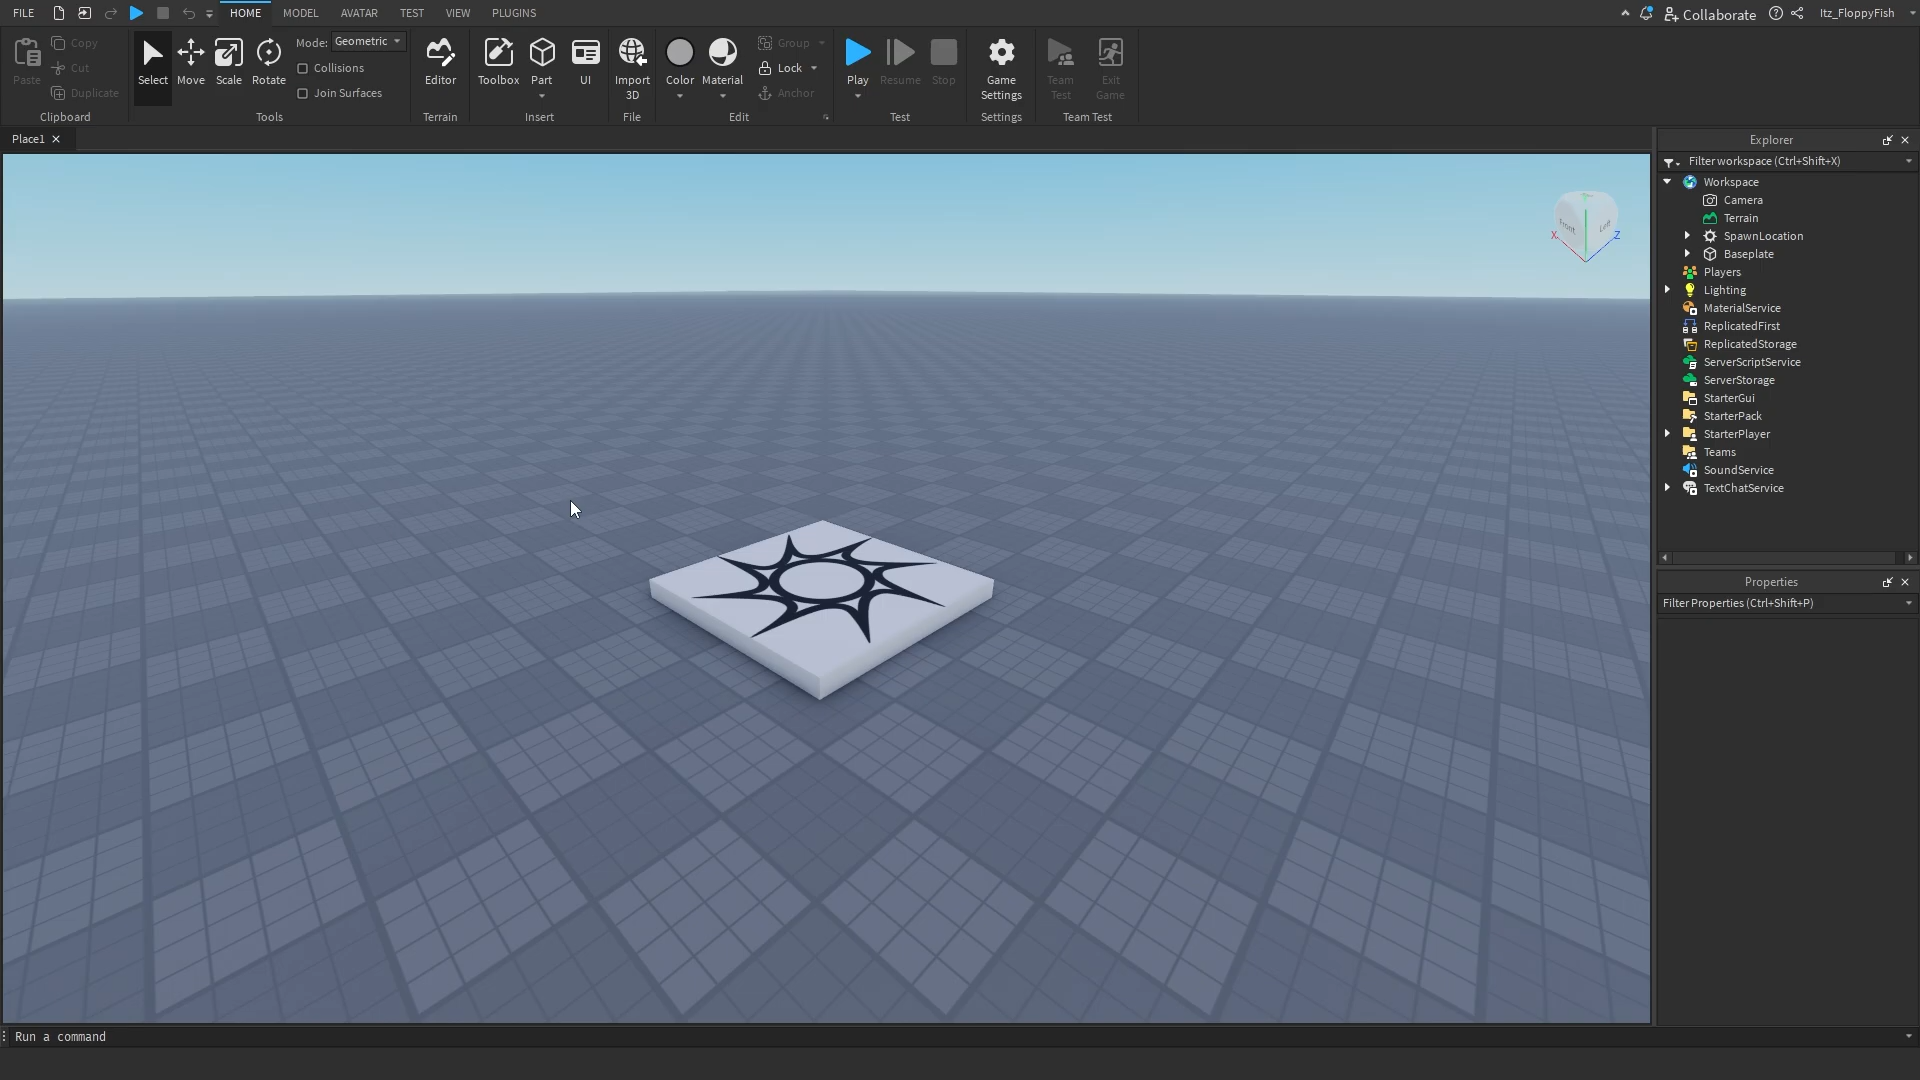 FILE
HOME
MODEL
AVATAR
TEST
VIEW
PLUGINS
Collaborate
Itz_FloppyFish
Paste
Copy
Cut
Duplicate
Clipboard
Select
Move
Scale
Rotate
Mode: Geometric
Collisions
Join Surfaces
Tools
Editor
Terrain
Toolbox
Part
UI
Insert
Import
3D
File
Color
Material
Group
Lock
Anchor
Edit
Play
Resume
Stop
Test
Game
Settings
Settings
Team
Test
Exit
Game
Team Test
Place1
Front
Left
X
Z
Explorer
Filter workspace (Ctrl+Shift+X)
Workspace
Camera
Terrain
SpawnLocation
Baseplate
Players
Lighting
MaterialService
ReplicatedFirst
ReplicatedStorage
ServerScriptService
ServerStorage
StarterGui
StarterPack
StarterPlayer
Teams
SoundService
TextChatService
Properties
Filter Properties (Ctrl+Shift+P)
Run a command